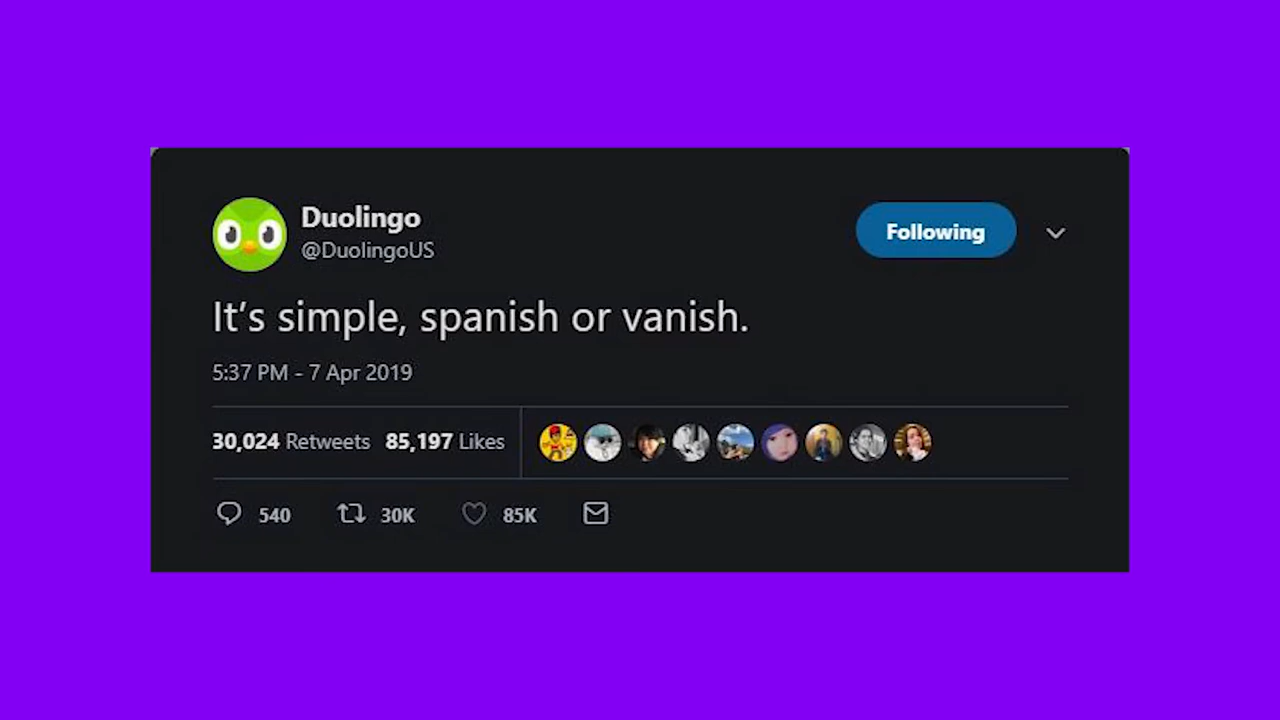 Duolingo
@DuolingoUS
Following
It’s simple, spanish or vanish.
5:37 PM - 7 Apr 2019
30,024 Retweets 85,197 Likes
540 30K 85K